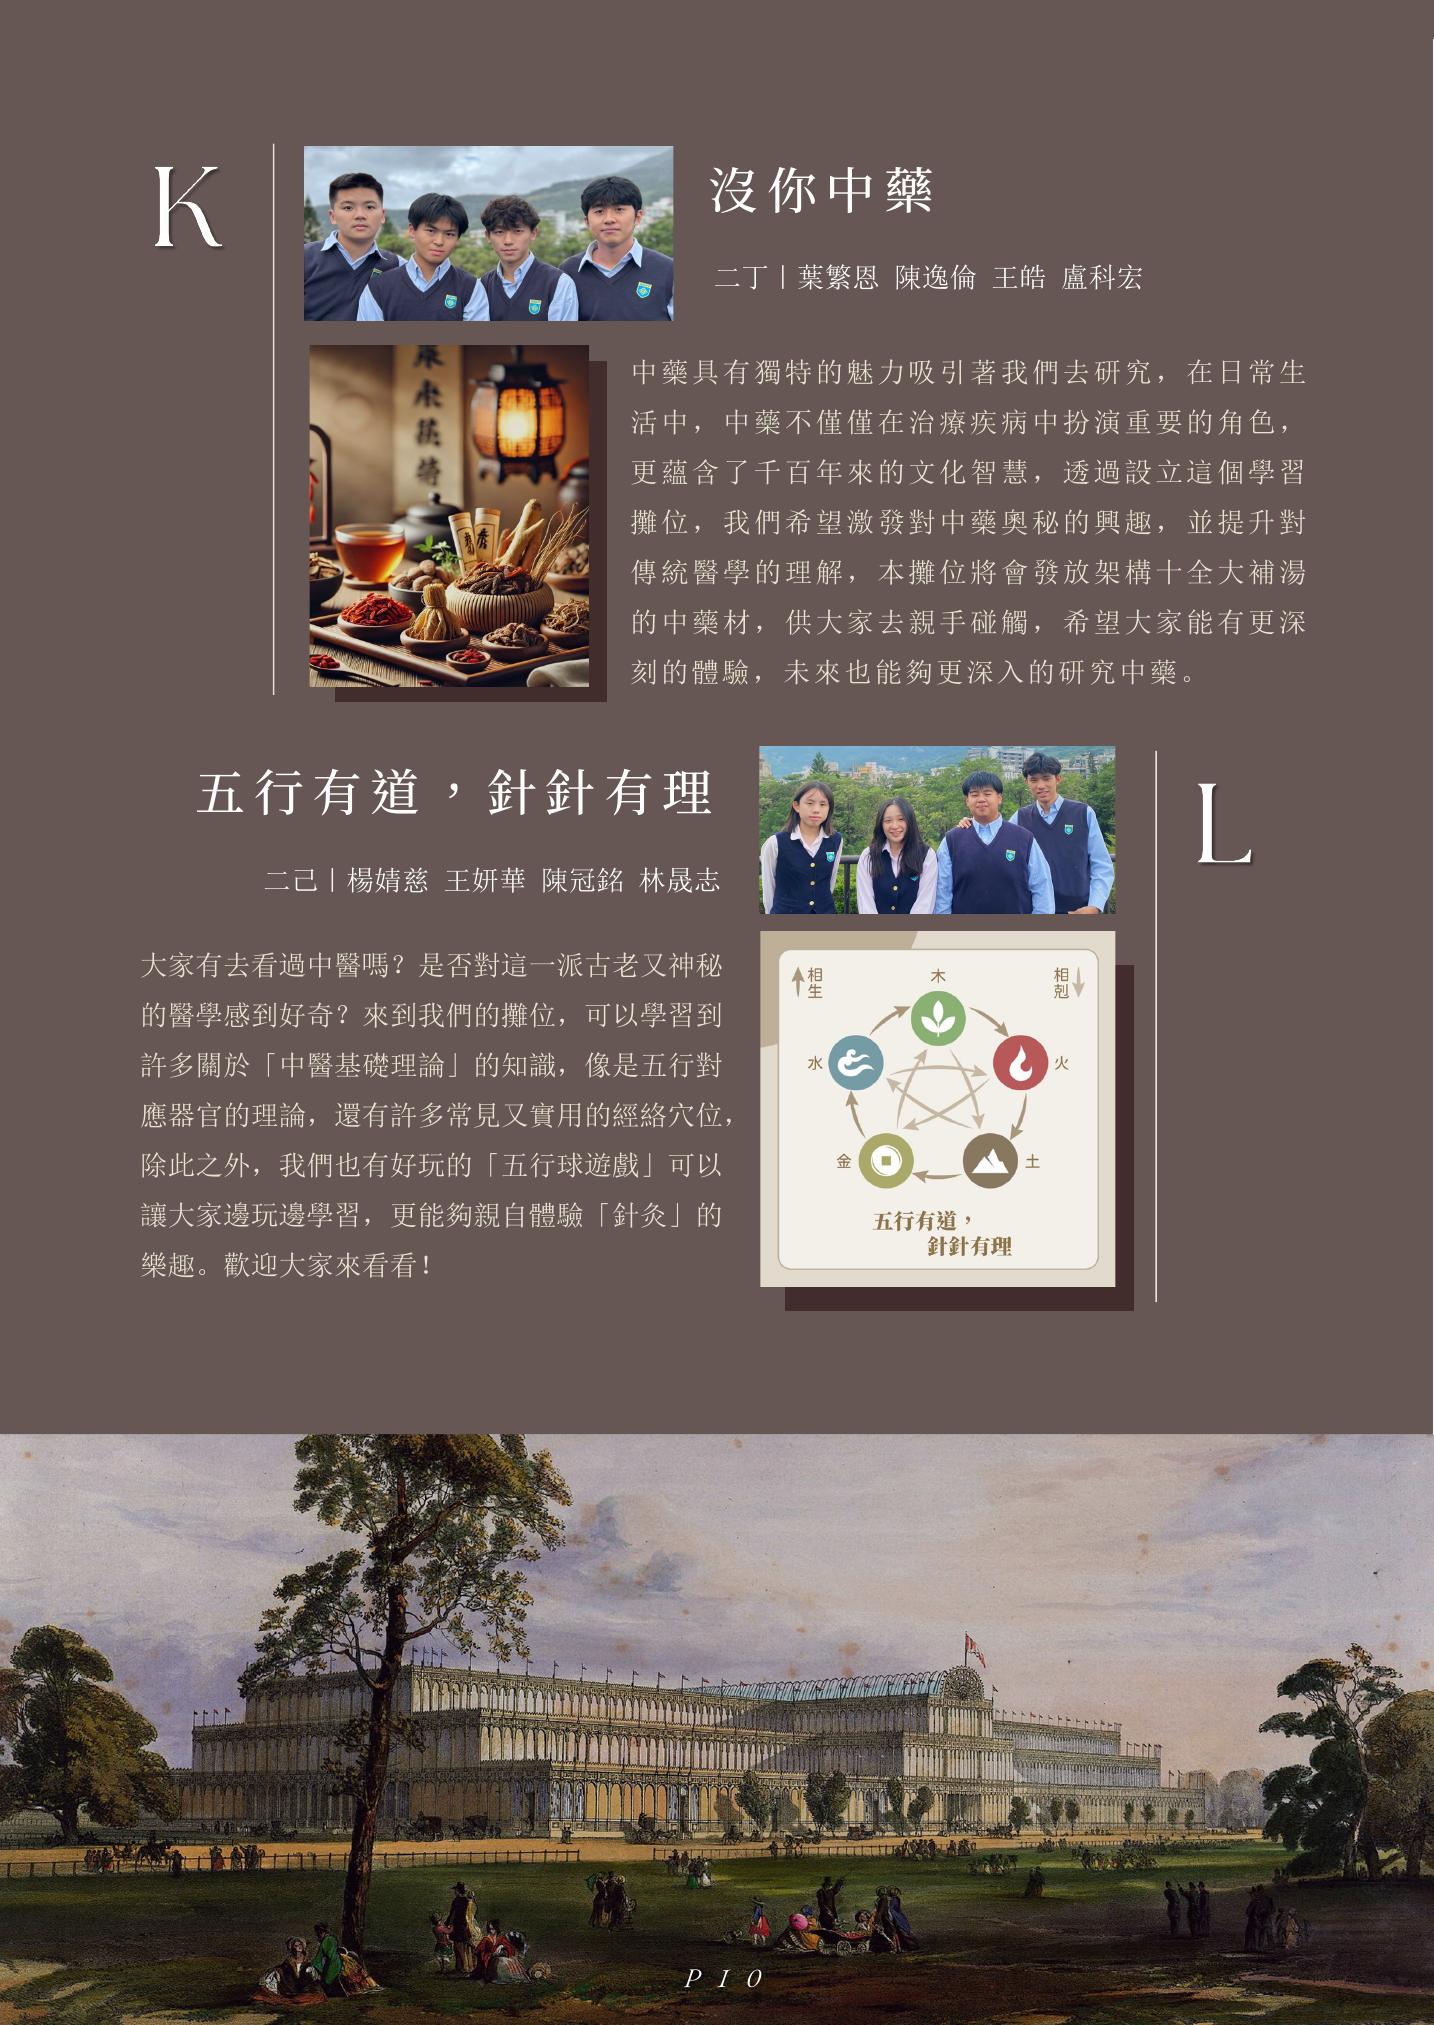 K
沒你中藥
二丁｜葉繁恩 陳逸倫 王皓 盧科宏
中藥具有獨特的魅力吸引著我們去研究，在日常生
活中，中藥不僅僅在治療疾病中扮演重要的角色，
更蘊含了千百年來的文化智慧，透過設立這個學習
攤位，我們希望激發對中藥奧秘的興趣，並提升對
傳統醫學的理解，本攤位將會發放架構十全大補湯
的中藥材，供大家去親手碰觸，希望大家能有更深
刻的體驗，未來也能夠更深入的研究中藥。
五行有道，針針有理
L
二己｜楊婧慈 王妍華 陳冠銘 林晟志
大家有去看過中醫嗎？是否對這一派古老又神秘
的醫學感到好奇？來到我們的攤位，可以學習到
許多關於「中醫基礎理論」的知識，像是五行對
應器官的理論，還有許多常見又實用的經絡穴位，
除此之外，我們也有好玩的「五行球遊戲」可以
讓大家邊玩邊學習，更能夠親自體驗「針灸」的
樂趣。歡迎大家來看看！
相生
木
相剋
水
火
金
土
五行有道，
針針有理
P I O